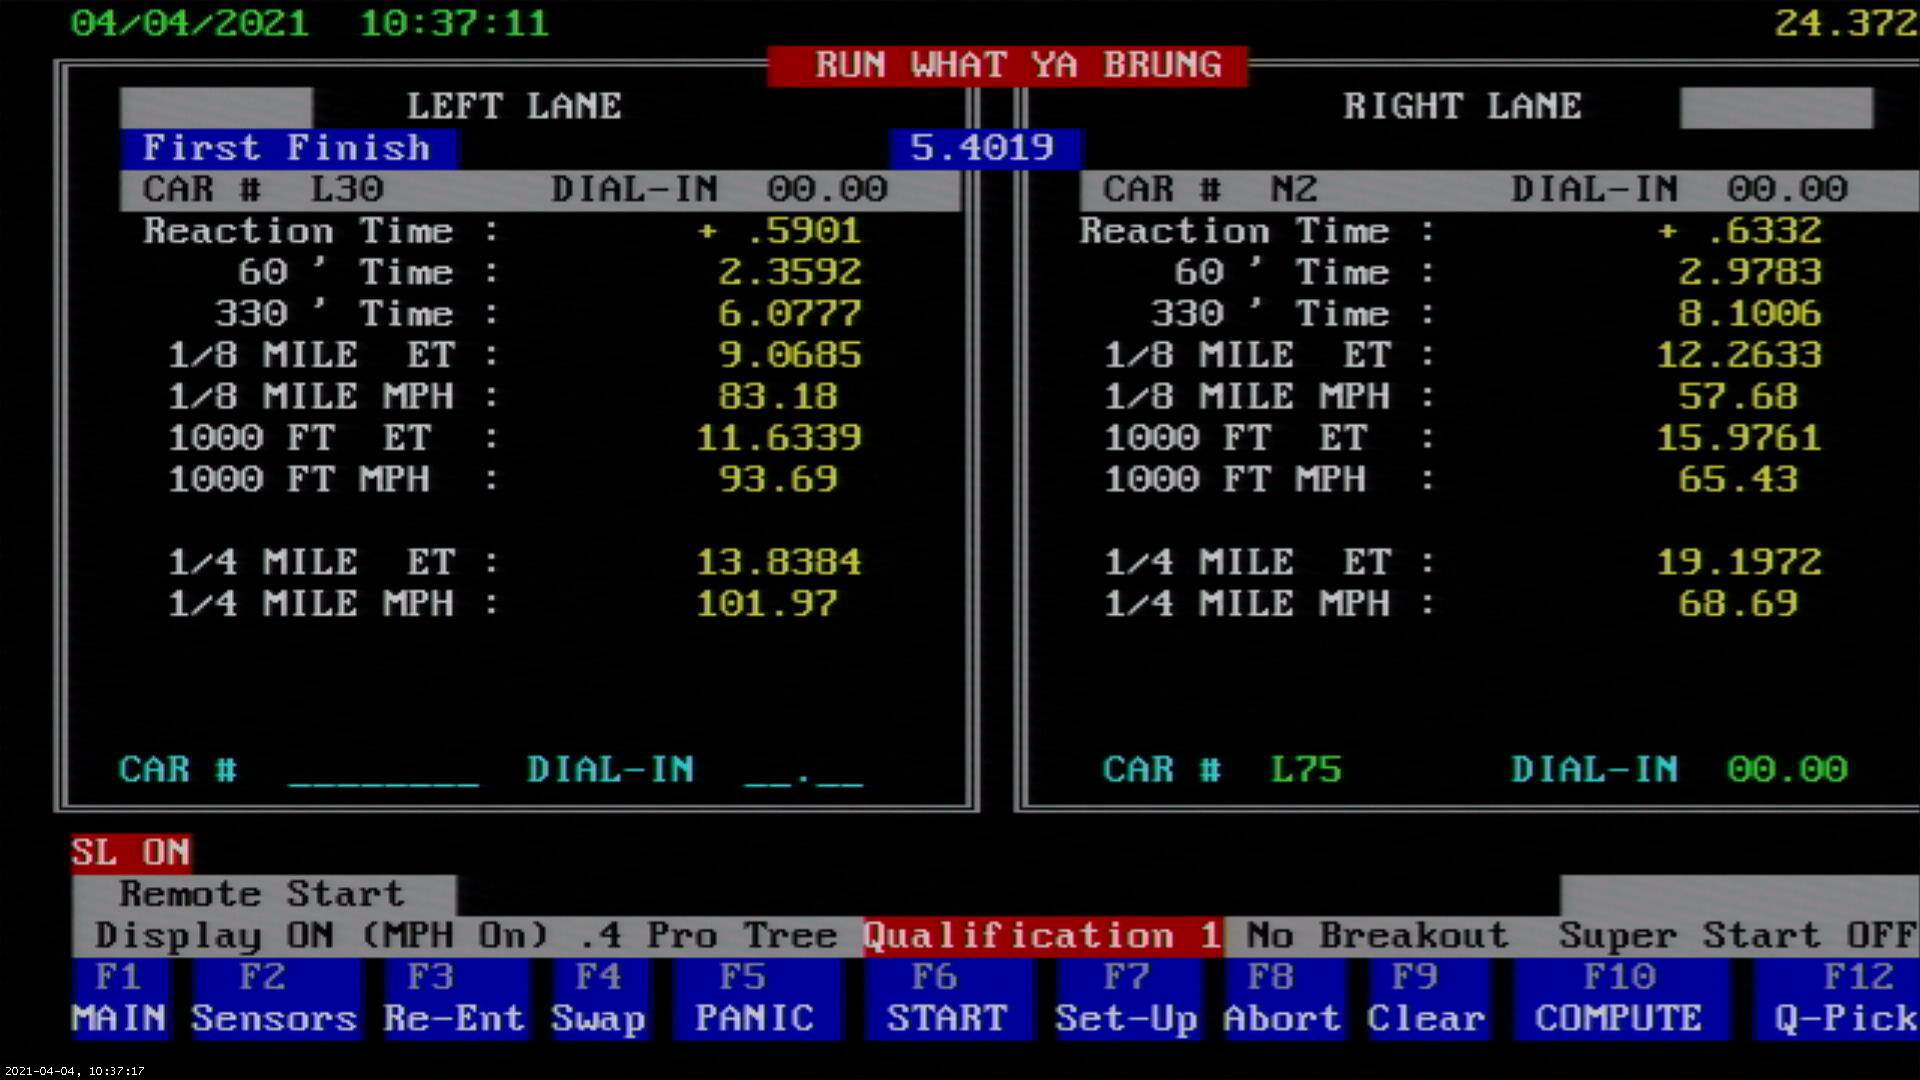 04/04/2021 10:37:11 24.372
RUN WHAT YA BRUNG
LEFT LANE
First Finish
5.4019
CAR # L30 DIAL-IN 00.00
Reaction Time : + .5901
60 ' Time : 2.3592
330 ' Time : 6.0777
1/8 MILE ET : 9.0685
1/8 MILE MPH : 83.18
1000 FT ET : 11.6339
1000 FT MPH : 93.69
1/4 MILE ET : 13.8384
1/4 MILE MPH : 101.97
CAR # ________ DIAL-IN __.__
RIGHT LANE
CAR # N2 DIAL-IN 00.00
Reaction Time : + .6332
60 ' Time : 2.9783
330 ' Time : 8.1006
1/8 MILE ET : 12.2633
1/8 MILE MPH : 57.68
1000 FT ET : 15.9761
1000 FT MPH : 65.43
1/4 MILE ET : 19.1972
1/4 MILE MPH : 68.69
CAR # L75 DIAL-IN 00.00
SL ON
Remote Start
Display ON (MPH On) .4 Pro Tree Qualification 1 No Breakout Super Start OFF
F1 F2 F3 F4 F5 F6 F7 F8 F9 F10 F12
MAIN Sensors Re-Ent Swap PANIC START Set-Up Abort Clear COMPUTE Q-Pick
2021-04-04, 10:37:17